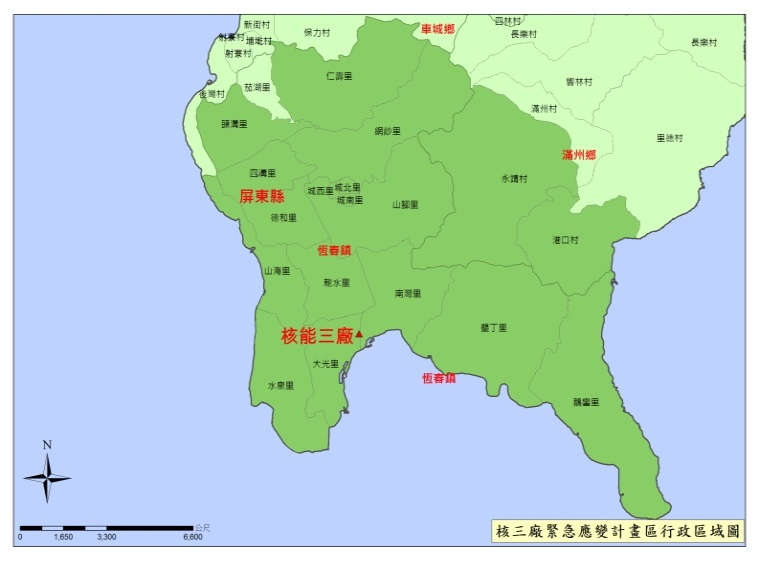 新街村
保力村
車城鄉
四林村
長樂村
長樂村
射寮村
埔墘村
射寮村
仁壽里
茄湖里
後灣村
響林村
滿州村
頭溝里
網紗里
里德村
滿州鄉
四溝里
永靖村
屏東縣
城西里
城北里
城南里
山腳里
德和里
恆春鎮
港口村
山海里
龍水里
南灣里
核能三廠
墾丁里
大光里
水泉里
恆春鎮
鵝鑾里
N
公尺
0 1,650 3,300 6,600
核三廠緊急應變計畫區行政區域圖